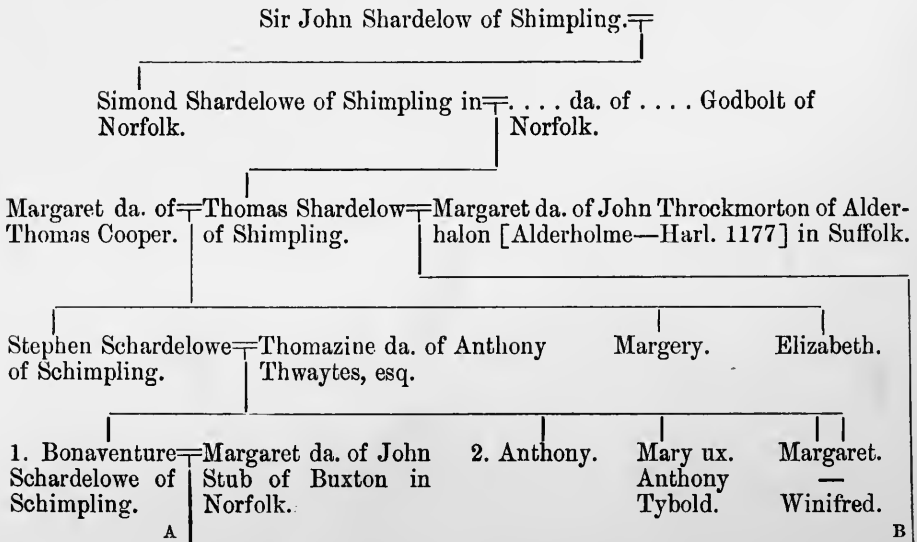 Sir John Shardelow of Shimpling.
Simond Shardelowe of Shimpling in
Norfolk.
. . . . da. of . . . . Godbolt of
Norfolk.
Margaret da. of
Thomas Cooper.
Thomas Shardelow
of Shimpling.
Margaret da. of John Throckmorton of Alder-
halon [Alderholme—Harl. 1177] in Suffolk.
Stephen Schardelowe
of Schimpling.
Thomazine da. of Anthony
Thwaytes, esq.
Margery.
Elizabeth.
1. Bonaventure
Schardelowe of
Schimpling.
Margaret da. of John
Stub of Buxton in
Norfolk.
2. Anthony.
Mary ux.
Anthony
Tybold.
Margaret.
—
Winifred.
A
B